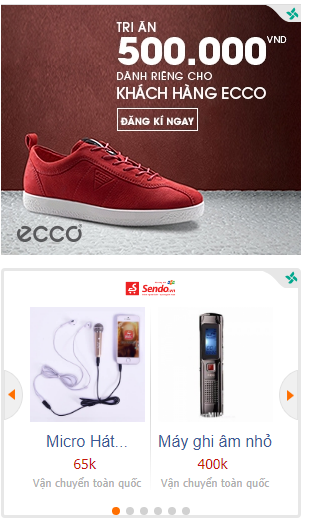 TRI ÂN
500.000 VND
DÀNH RIÊNG CHO
KHÁCH HÀNG ECCO
ĐĂNG KÍ NGAY
ecco
Sendo.vn
Micro Hát...
Máy ghi âm nhỏ
65k
400k
Vận chuyển toàn quốc
Vận chuyển toàn quốc